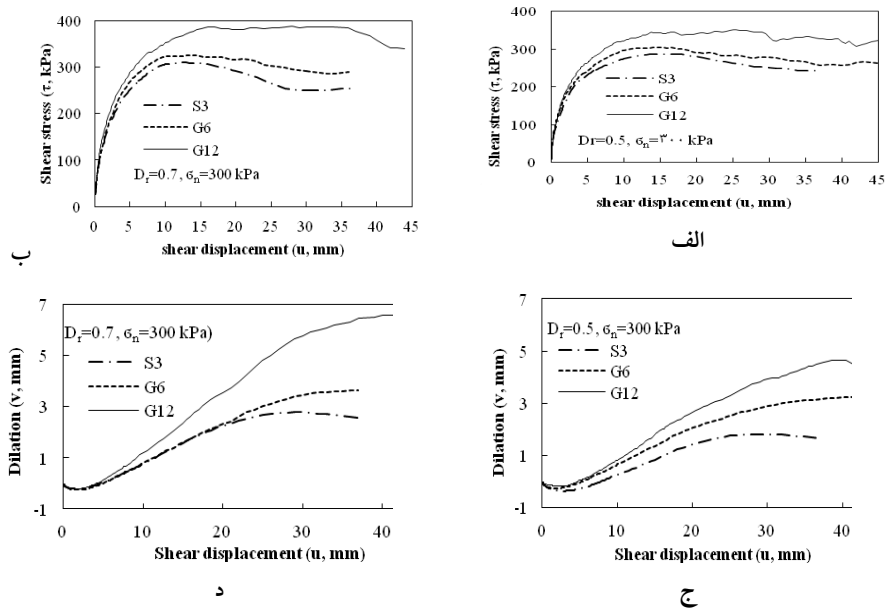 400
300
200
100
0
Shear stress (τ, kPa)
S3
G6
G12
Dr=0.7, σn=300 kPa
0 5 10 15 20 25 30 35 40 45
shear displacement (u, mm)
ب
400
300
200
100
0
Shear stress (τ, kPa)
S3
G6
G12
Dr=0.5, σn=۳۰۰ kPa
0 5 10 15 20 25 30 35 40 45
shear displacement (u, mm)
الف
7
5
3
1
-1
Dilation (v, mm)
Dr=0.7, σn=300 kPa)
S3
G6
G12
0 10 20 30 40
Shear displacement (u, mm)
د
7
5
3
1
-1
Dilation (v, mm)
Dr=0.5, σn=300 kPa
S3
G6
G12
0 10 20 30 40
Shear displacement (u, mm)
ج